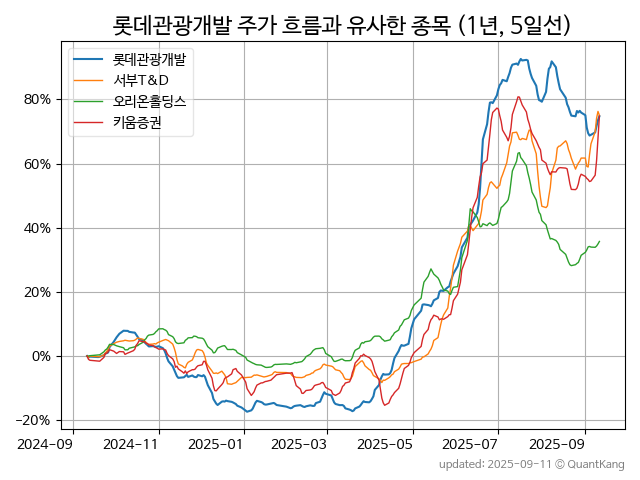 롯데관광개발 주가 흐름과 유사한 종목 (1년, 5일선)
롯데관광개발
서부T&D
오리온홀딩스
키움증권
80%
60%
40%
20%
0%
−20%
2024-09 2024-11 2025-01 2025-03 2025-05 2025-07 2025-09
updated: 2025-09-11 © QuantKang